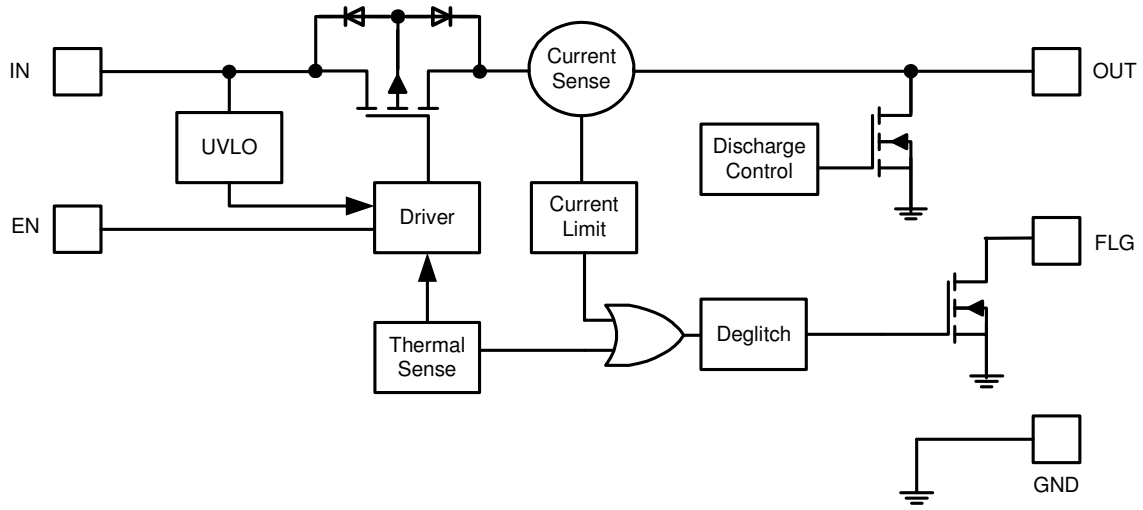 IN
Current
Sense
OUT
UVLO
Discharge
Control
EN
Driver
Current
Limit
FLG
Thermal
Sense
Deglitch
GND